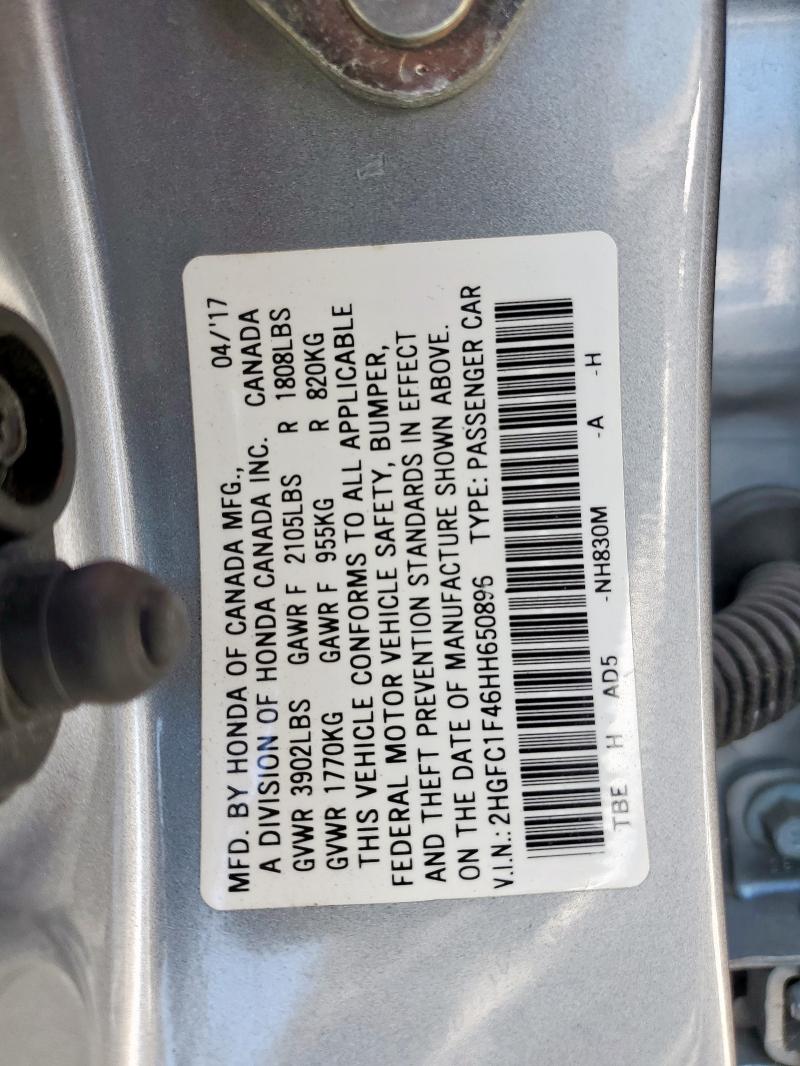 MFD. BY HONDA OF CANADA MFG., 04/'17
A DIVISION OF HONDA CANADA INC. CANADA
GVWR 3902LBS GAWR F 2105LBS R 1808LBS
GVWR 1770KG GAWR F 955KG R 820KG
THIS VEHICLE CONFORMS TO ALL APPLICABLE
FEDERAL MOTOR VEHICLE SAFETY, BUMPER,
AND THEFT PREVENTION STANDARDS IN EFFECT
ON THE DATE OF MANUFACTURE SHOWN ABOVE.
V.I.N.: 2HGFC1F46HH650896 TYPE: PASSENGER CAR
TBE H AD5 -NH830M -A -H